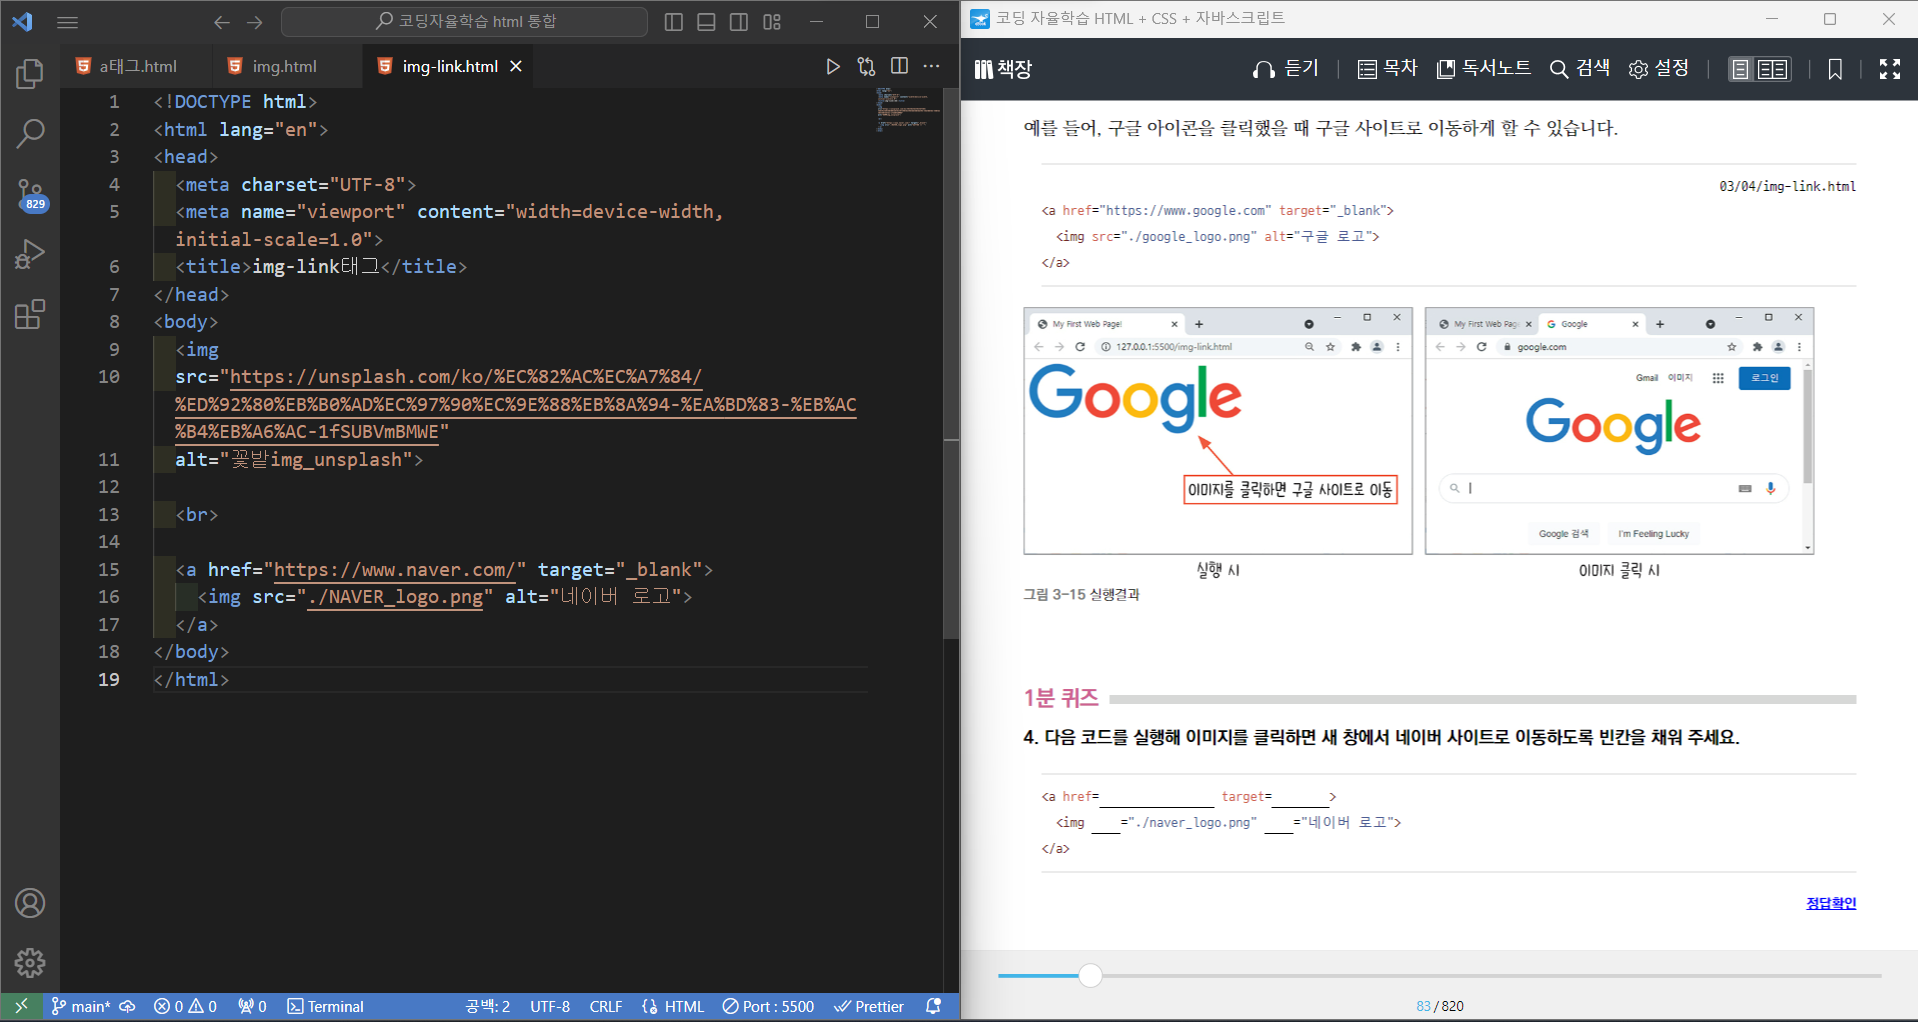 코딩자율학습 html 통합
a태그.html
img.html
img-link.html
1 <!DOCTYPE html>
2 <html lang="en">
3 <head>
4 <meta charset="UTF-8">
5 <meta name="viewport" content="width=device-width,
initial-scale=1.0">
6 <title>img-link태그</title>
7 </head>
8 <body>
9 <img
10 src="https://unsplash.com/ko/%EC%82%AC%EC%A7%84/
%ED%92%80%EB%B0%AD%EC%97%90%EC%9E%88%EB%8A%94-%EA%BD%83-%EB%AC
%B4%EB%A6%AC-1fSUBVmBMWE"
11 alt="꽃밭img_unsplash">
12
13 <br>
14
15 <a href="https://www.naver.com/" target="_blank">
16 <img src="./NAVER_logo.png" alt="네이버 로고">
17 </a>
18 </body>
19 </html>
829
main* 0 0 0 Terminal 공백: 2 UTF-8 CRLF HTML Port : 5500 Prettier
코딩 자율학습 HTML + CSS + 자바스크립트
책장 듣기 목차 독서노트 검색 설정
예를 들어, 구글 아이콘을 클릭했을 때 구글 사이트로 이동하게 할 수 있습니다.
03/04/img-link.html
<a href="https://www.google.com" target="_blank">
<img src="./google_logo.png" alt="구글 로고">
</a>
My First Web Page!
127.0.0.1:5500/img-link.html
Google
이미지를 클릭하면 구글 사이트로 이동
실행 시
My First Web Pag
Google
google.com
Gmail 이미지 로그인
Google
Google 검색 I'm Feeling Lucky
이미지 클릭 시
그림 3-15 실행결과
1분 퀴즈
4. 다음 코드를 실행해 이미지를 클릭하면 새 창에서 네이버 사이트로 이동하도록 빈칸을 채워 주세요.
<a href=________________ target=________>
<img ____="./naver_logo.png" ____="네이버 로고">
</a>
정답확인
83 / 820